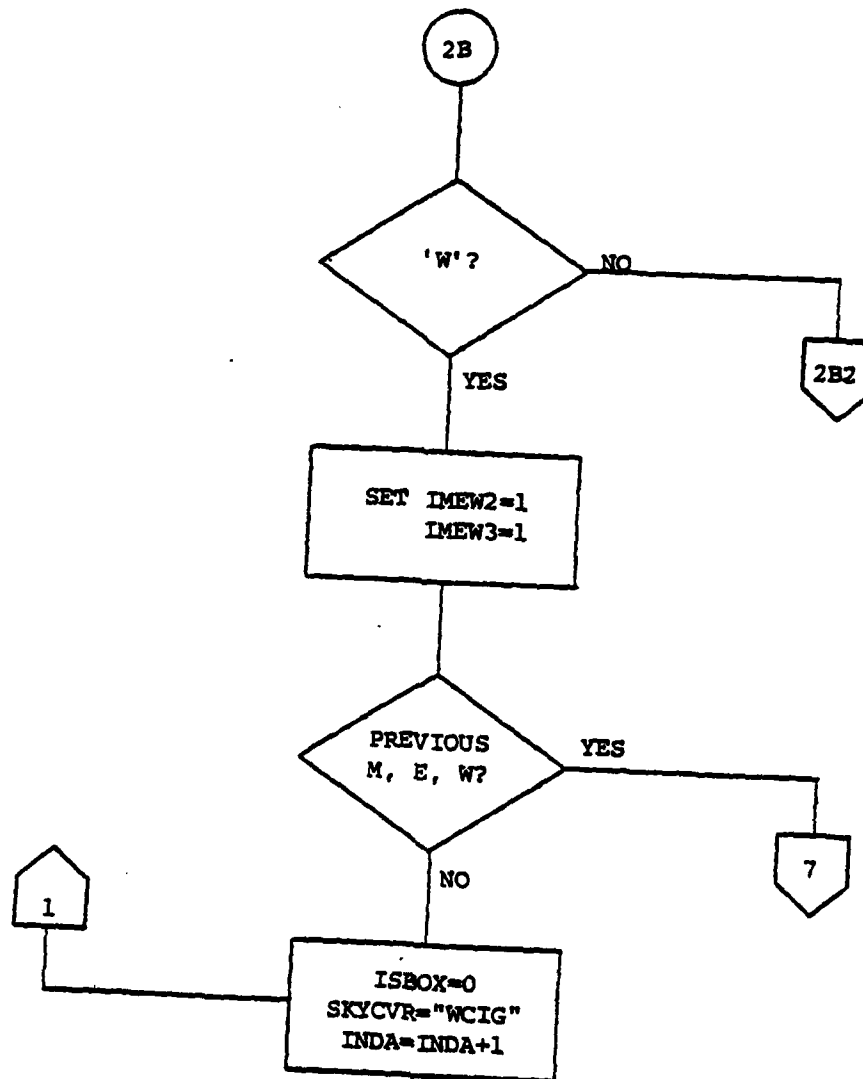 2B
'W'?
NO
2B2
YES
SET IMEW2=1
IMEW3=1
PREVIOUS
M, E, W?
YES
7
NO
1
ISBOX=0
SKYCVR="WCIG"
INDA=INDA+1